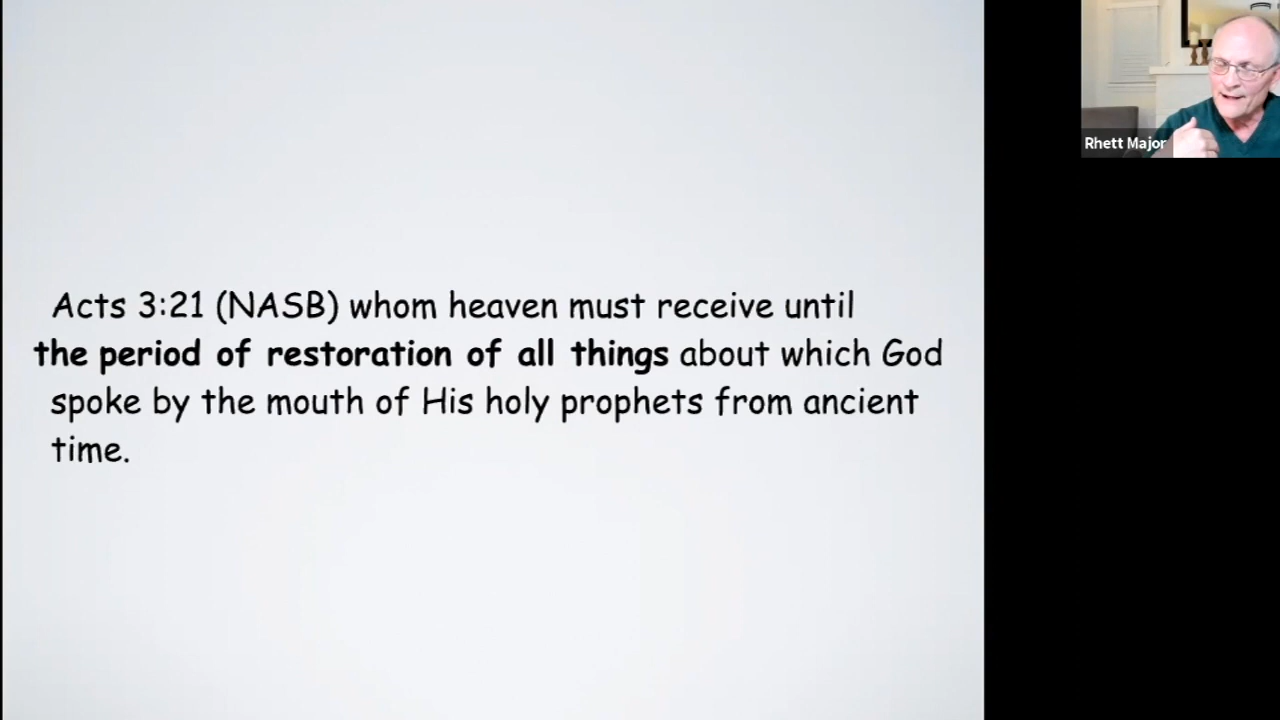 Acts 3:21 (NASB) whom heaven must receive until
the period of restoration of all things about which God
spoke by the mouth of His holy prophets from ancient
time.
Rhett Major